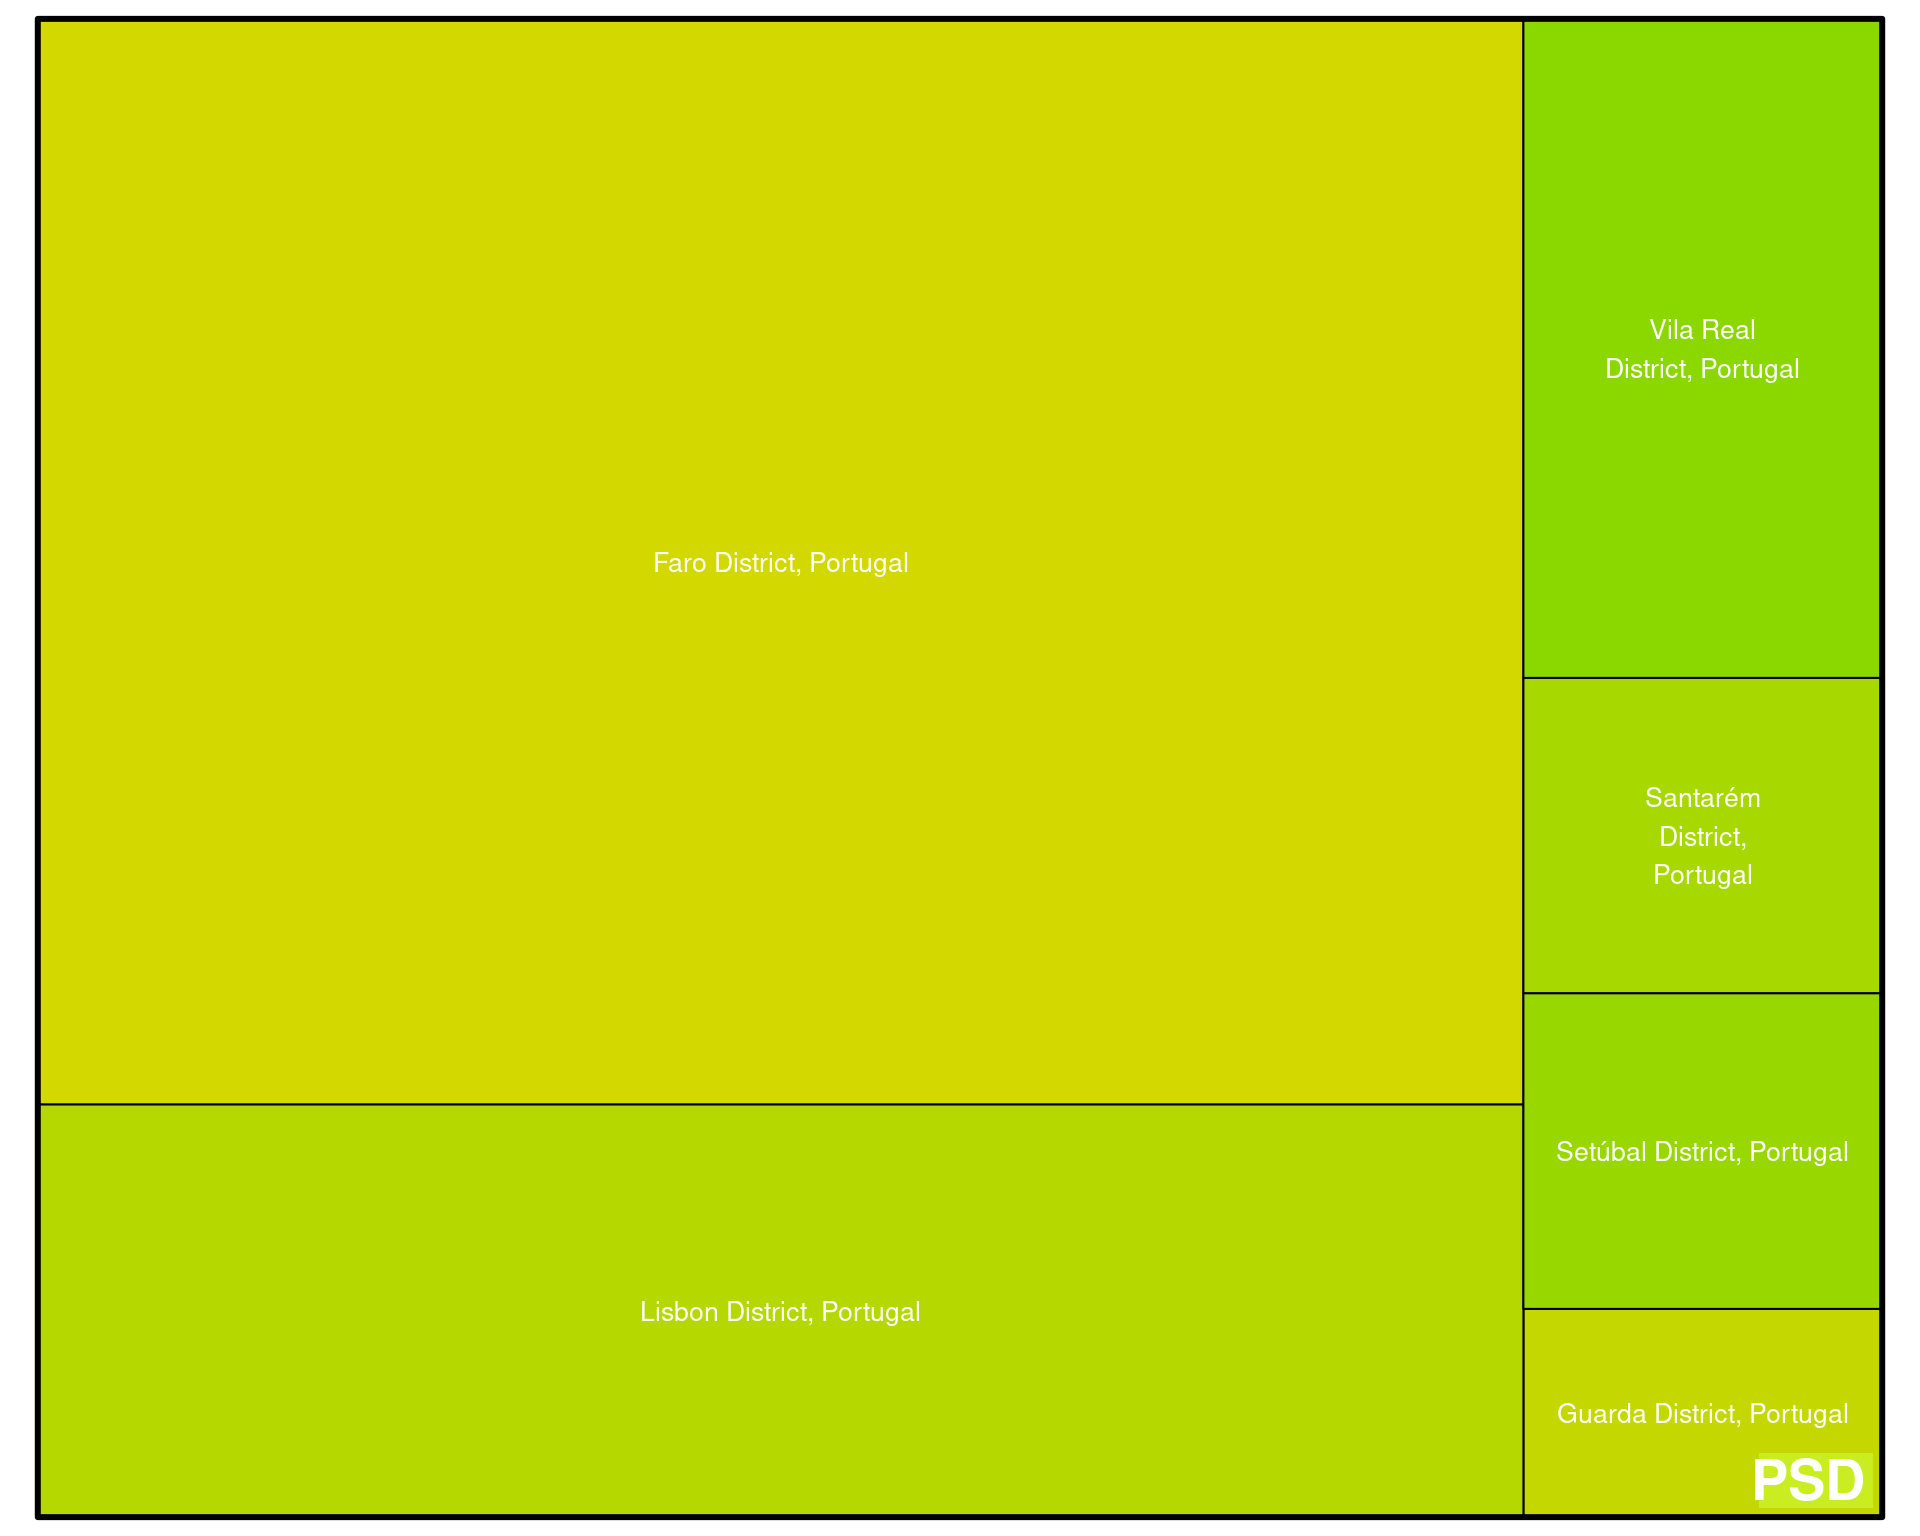 Faro District, Portugal
Lisbon District, Portugal
Vila Real
District, Portugal
Santarém
District,
Portugal
Setúbal District, Portugal
Guarda District, Portugal
PSD